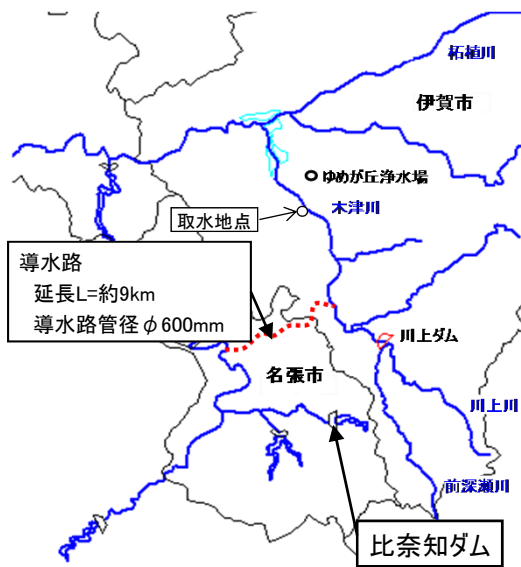 拓植川
伊賀市
ゆめが丘浄水場
取水地点
木津川
導水路
延長L=約9km
導水路管径φ600mm
川上ダム
名張市
川上川
前深瀬川
比奈知ダム